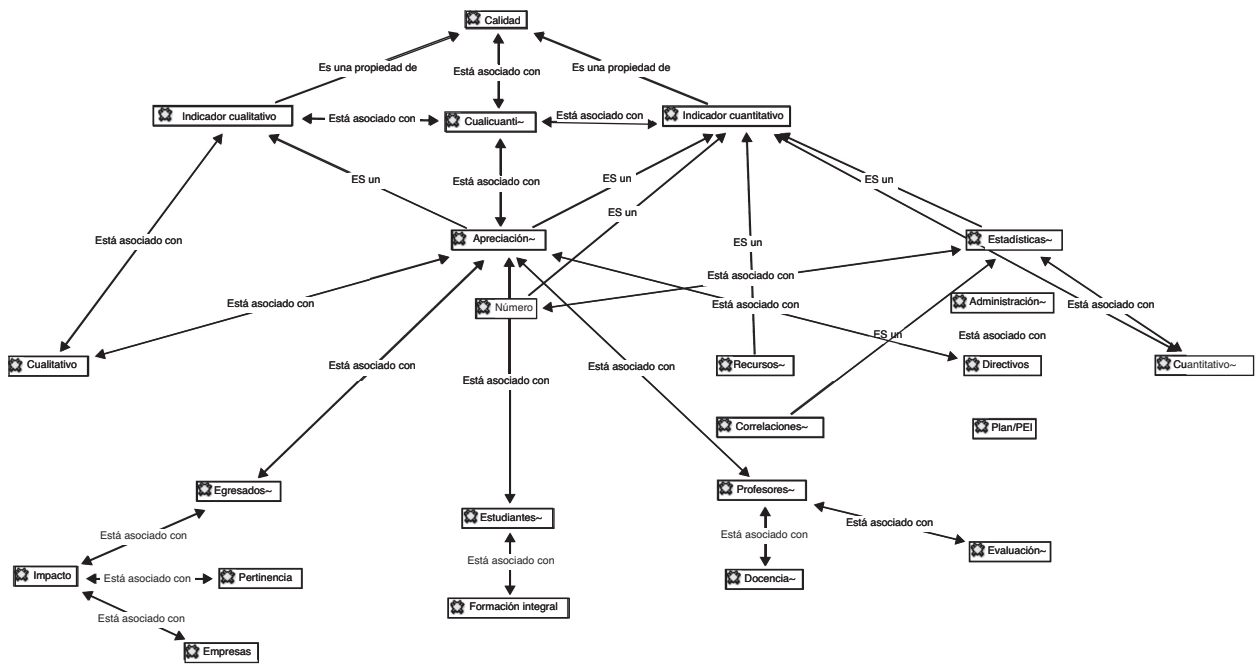 Calidad
Es una propiedad de
Está asociado con
Es una propiedad de
Indicador cualitativo
Está asociado con
Cualicuanti~
Está asociado con
Indicador cuantitativo
ES un
Está asociado con
ES un
ES un
ES un
Está asociado con
Apreciación~
ES un
Estadísticas~
Está asociado con
Está asociado con
Número
Está asociado con
Administración~
Está asociado con
ES un
Está asociado con
Cualitativo
Está asociado con
Está asociado con
Está asociado con
Recursos~
Directivos
Cuantitativo~
Correlaciones~
Plan/PEI
Egresados~
Estudiantes~
Profesores~
Está asociado con
Está asociado con
Está asociado con
Está asociado con
Evaluación~
Impacto
Está asociado con
Pertinencia
Docencia~
Formación integral
Está asociado con
Empresas